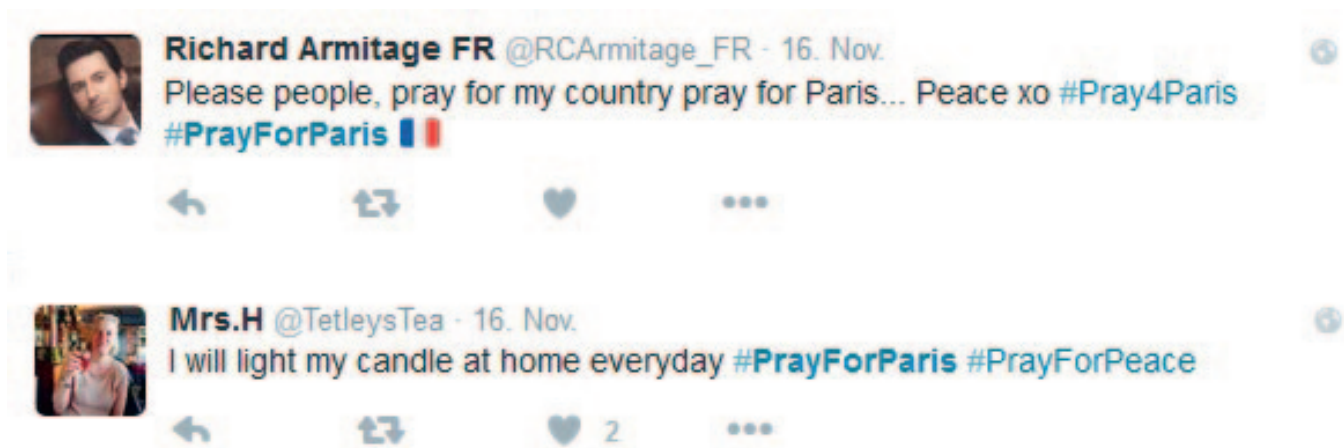 Richard Armitage FR @RCArmitage_FR · 16. Nov.
Please people, pray for my country pray for Paris... Peace xo #Pray4Paris
#PrayForParis 🇫🇷
Mrs.H @TetleysTea · 16. Nov.
I will light my candle at home everyday #PrayForParis #PrayForPeace
2